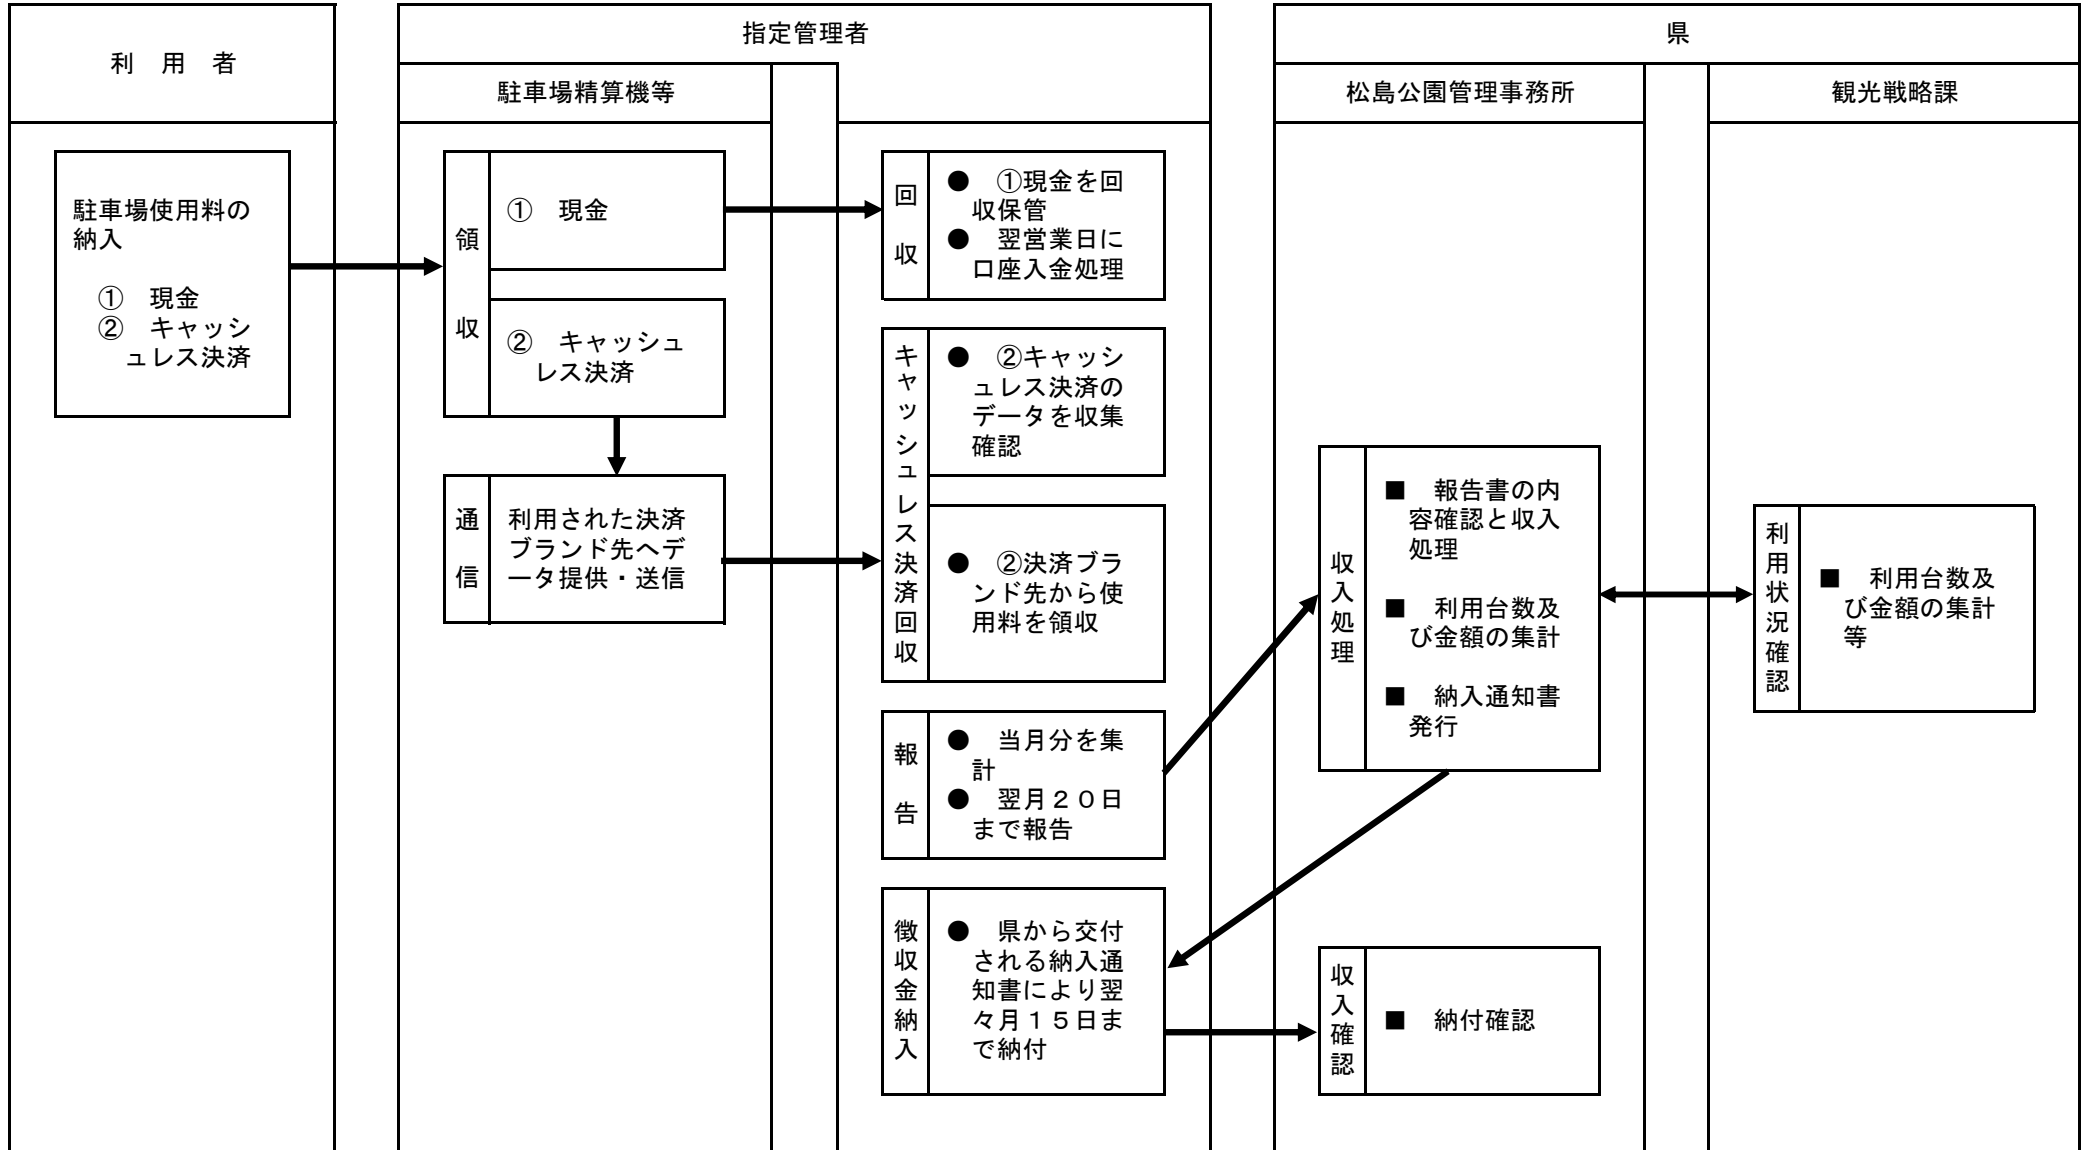 利　用　者
指定管理者
県
駐車場精算機等
松島公園管理事務所
観光戦略課
駐車場使用料の
納入
①　現金
②　キャッシ
ュレス決済
領収
①　現金
②　キャッシュ
レス決済
通信
利用された決済
ブランド先へデ
ータ提供・送信
回収
●　①現金を回
収保管
●　翌営業日に
口座入金処理
キャッシュレス決済回収
●　②キャッシ
ュレス決済の
データを収集
確認
●　②決済ブラ
ンド先から使
用料を領収
報告
●　当月分を集
計
●　翌月２０日
まで報告
徴収金納入
●　県から交付
される納入通
知書により翌
々月１５日ま
で納付
収入処理
■　報告書の内
容確認と収入
処理
■　利用台数及
び金額の集計
■　納入通知書
発行
収入確認
■　納付確認
利用状況確認
■　利用台数及
び金額の集計
等